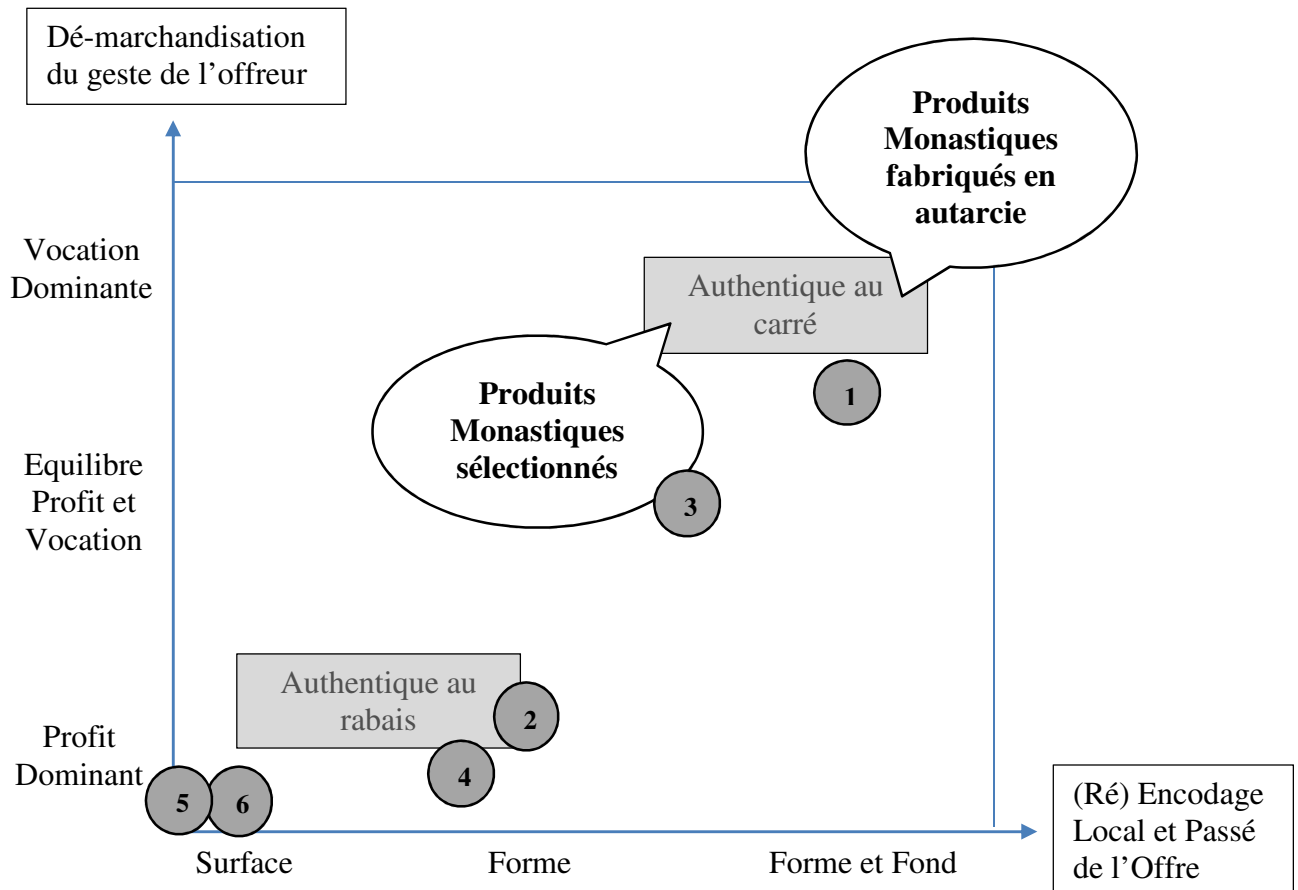 Dé-marchandisation
du geste de l’offreur
Produits
Monastiques
fabriqués en
autarcie
Vocation
Dominante
Authentique au
carré
Produits
Monastiques
sélectionnés
1
Equilibre
Profit et
Vocation
3
Authentique au
rabais
2
Profit
Dominant
4
5
6
(Ré) Encodage
Local et Passé
de l’Offre
Surface
Forme
Forme et Fond